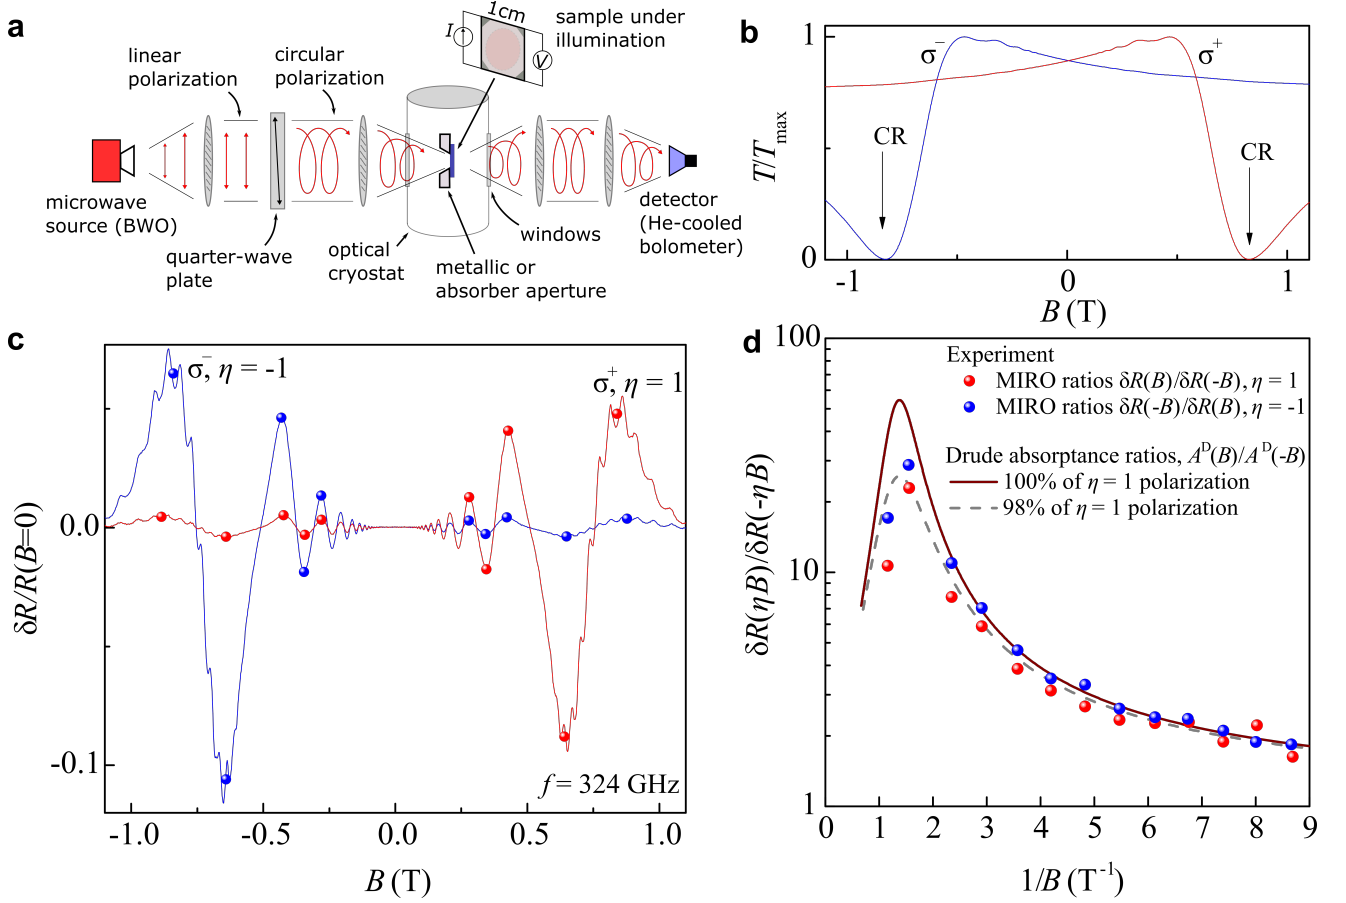 a
1cm
I
V
sample under
illumination
linear
polarization
circular
polarization
microwave
source (BWO)
quarter-wave
plate
optical
cryostat
metallic or
absorber aperture
windows
detector
(He-cooled
bolometer)
b
1
0
T/Tmax
σ−
σ+
CR
CR
-1
0
1
B (T)
c
σ−, η = -1
σ+, η = 1
0.0
-0.1
δR/R(B=0)
f = 324 GHz
-1.0
-0.5
0.0
0.5
1.0
B (T)
d
100
10
1
δR(ηB)/δR(-ηB)
Experiment
MIRO ratios δR(B)/δR(-B), η = 1
MIRO ratios δR(-B)/δR(B), η = -1
Drude absorptance ratios, A^D(B)/A^D(-B)
100% of η = 1 polarization
98% of η = 1 polarization
0
1
2
3
4
5
6
7
8
9
1/B (T-1)